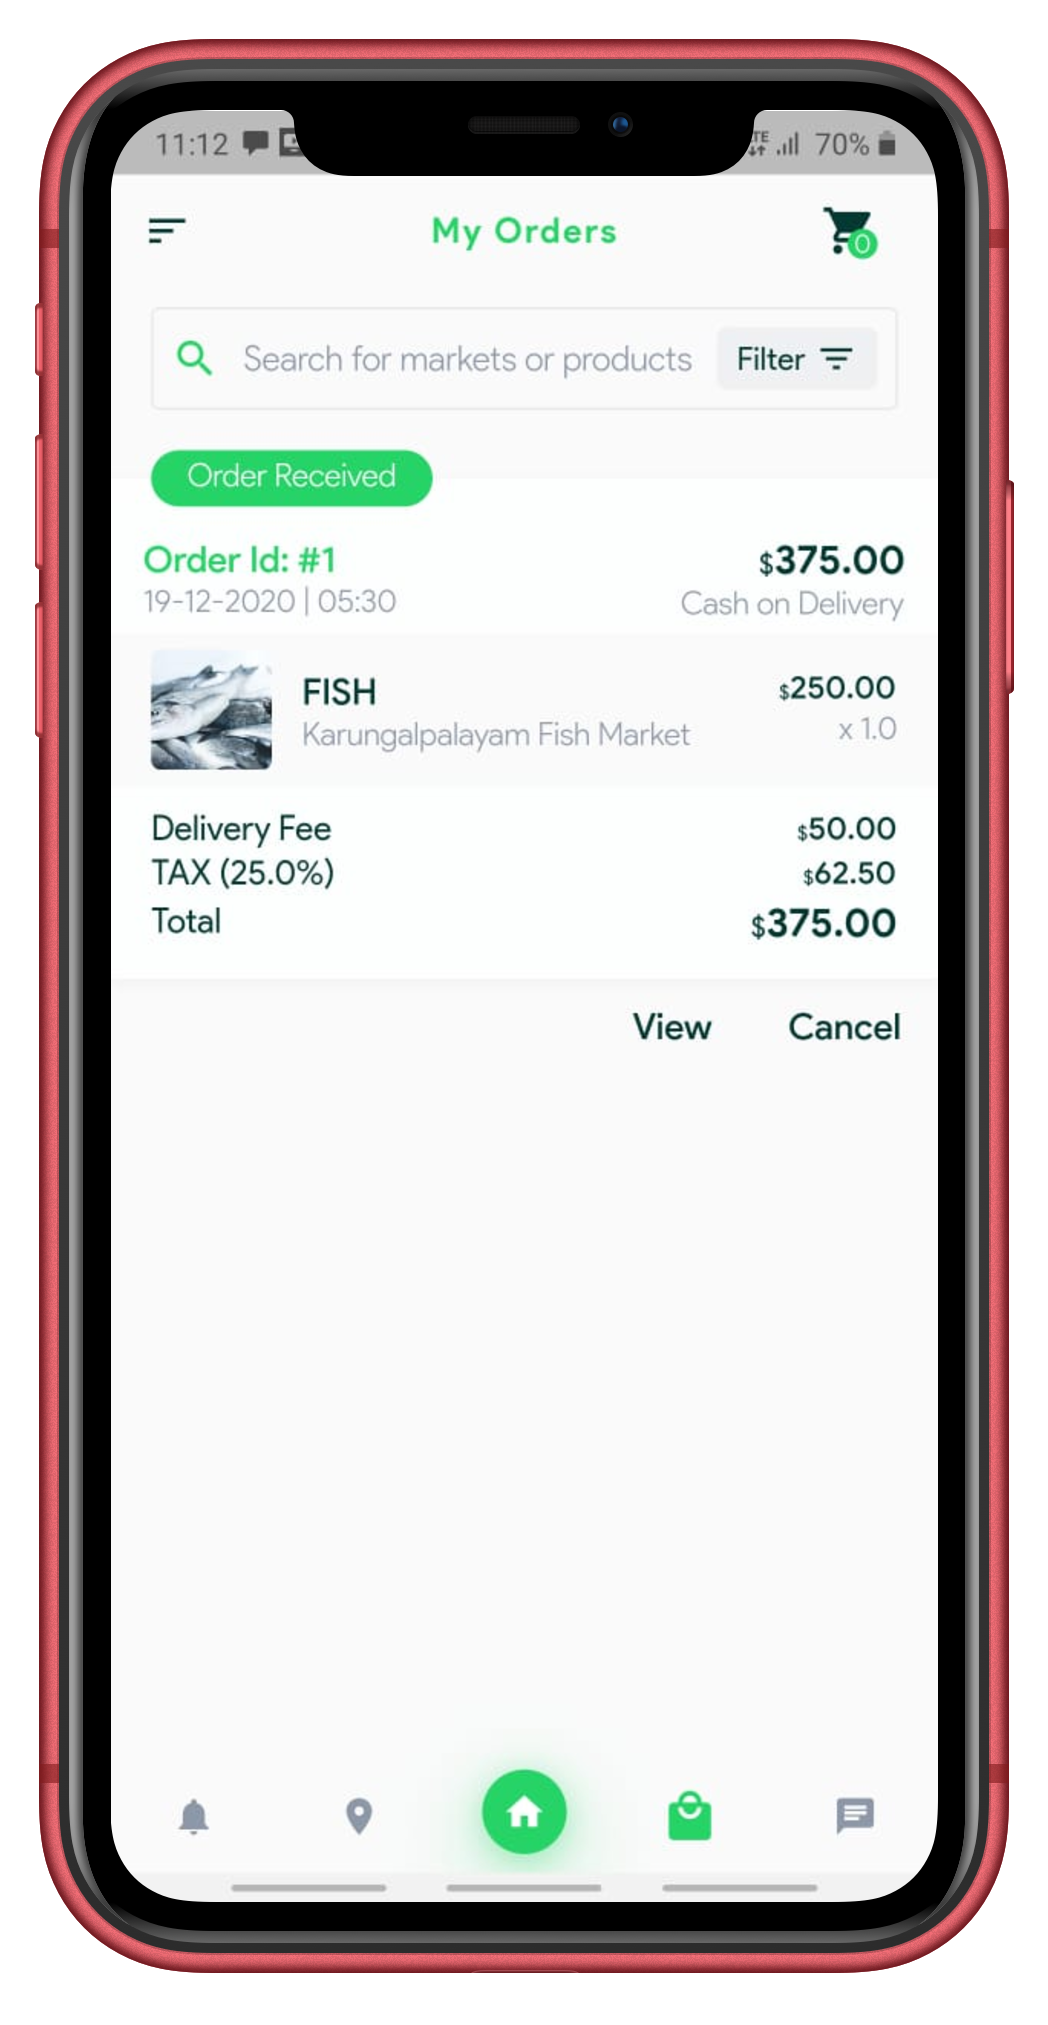 11:12 70%
My Orders
0
Search for markets or products Filter
Order Received
Order Id: #1 $375.00
19-12-2020 | 05:30 Cash on Delivery
FISH $250.00
Karungalpalayam Fish Market x 1.0
Delivery Fee $50.00
TAX (25.0%) $62.50
Total $375.00
View Cancel